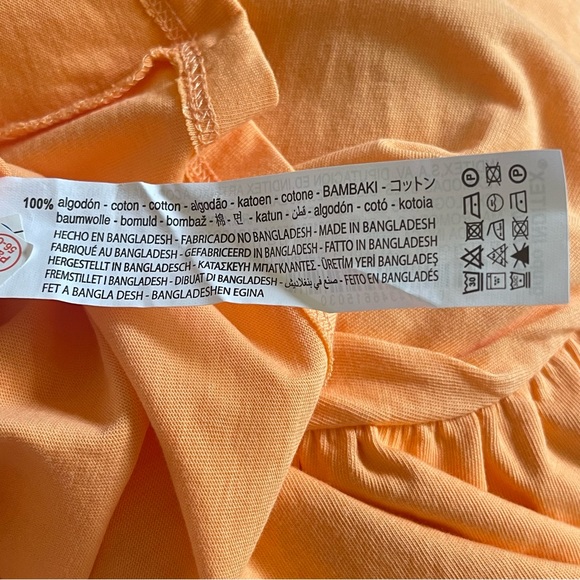 100% algodón - coton - cotton - algodão - katoen - cotone - ΒΑΜΒΑΚΙ - コットン
baumwolle - bomuld - bombaž - 棉 - 면 - katun - قطن - algodón - cotó - kotoia
HECHO EN BANGLADESH - FABRICADO NO BANGLADESH - MADE IN BANGLADESH
FABRIQUÉ AU BANGLADESH - GEFABRICEERD IN BANGLADESH - FATTO IN BANGLADESH
HERGESTELLT IN BANGLADESCH - ΚΑΤΑΣΚΕΥΗ ΜΠΑΓΚΛΑΝΤΕΣ - ÜRETİM YERİ BANGLADEŞ
FREMSTILLET I BANGLADESH - DIBUAT DI BANGLADESH - صنع في بنغلاديش - FEITO EN BANGLADÉS
FET A BANGLA DESH - BANGLADESHEN EGINA
P
P
30